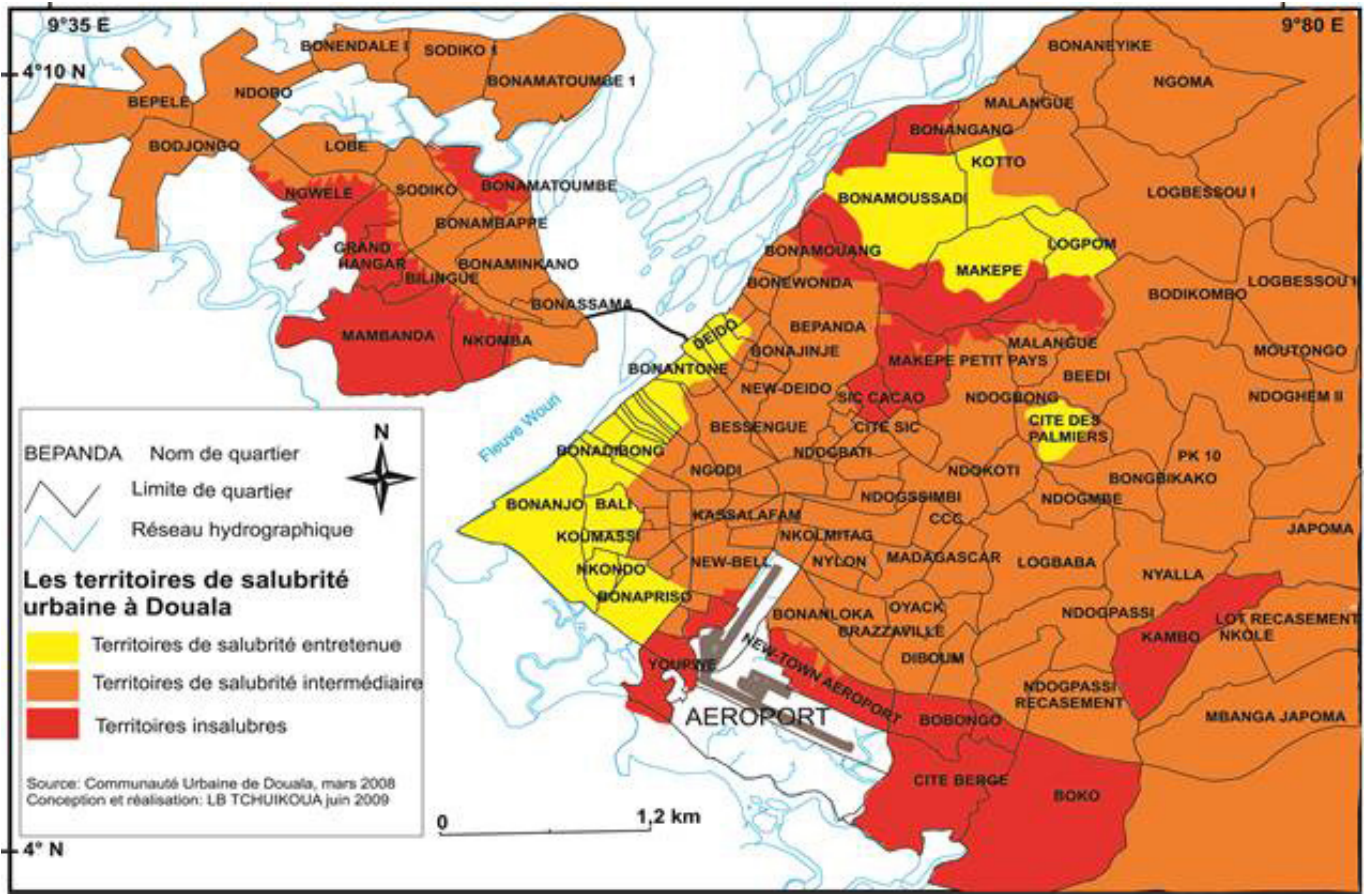 9°35 E
9°80 E
4°10 N
BONENDALE I
SODIKO 1
BONAMATOUMBE 1
BEPELE
NDOBO
BODJONGO
LOBE
NGWELE
SODIKO
BONAMATOUMBE
BONAMBAPPE
GRAND
HANGAR
BILINGUE
BONAMINKANO
BONASSAMA
MAMBANDA
NKOMBA
BONANEYIKE
NGOMA
MALANGUE
BONANGANG
KOTTO
BONAMOUSSADI
LOGBESSOU I
BONAMOUANG
LOGPOM
MAKEPE
BONEWONDA
BODIKOMBO
LOGBESSOU I
DEIDO
BEPANDA
BONAJINJE
MALANGUE
MAKEPE PETIT PAYS
MOUTONGO
BONANTONE
NEW-DEIDO
BEEDI
SIC CACAO
NDOGBONG
NDOGHEM II
Fleuve Wouri
BESSENGUE
CITE SIC
CITE DES
PALMIERS
BONADIBONG
NDOGBATI
NGODI
NDOKOTI
PK 10
BONGBIKAKO
BONANJO
BALI
NDOGSSIMBI
NDOGMBE
KASSALAFAM
CCC
JAPOMA
KOUMASSI
NKOLMITAG
NKONDO
NEW-BELL
NYLON
MADAGASCAR
LOGBABA
NYALLA
BONAPRISO
BONANLOKA
OYACK
NDOGPASSI
LOT RECASEMENT
NKOLE
BRAZZAVILLE
KAMBO
YOUPWE
NEW-TOWN AEROPORT
DIBOUM
NDOGPASSI
RECASEMENT
AEROPORT
BOBONGO
MBANGA JAPOMA
CITE BERGE
BOKO
0
1,2 km
4° N
N
BEPANDA Nom de quartier
Limite de quartier
Réseau hydrographique
Les territoires de salubrité
urbaine à Douala
Territoires de salubrité entretenue
Territoires de salubrité intermédiaire
Territoires insalubres
Source: Communauté Urbaine de Douala, mars 2008
Conception et réalisation: LB TCHUIKOUA juin 2009